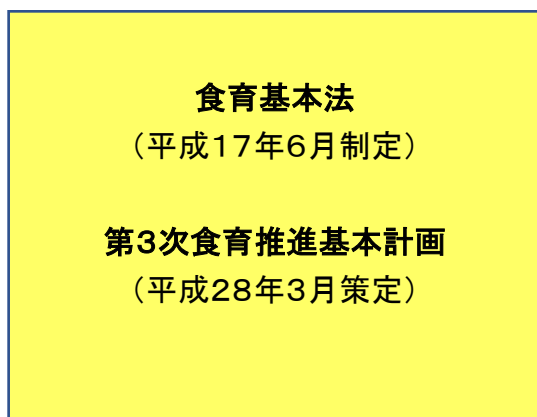 食育基本法
（平成１７年６月制定）
第３次食育推進基本計画
（平成２８年３月策定）